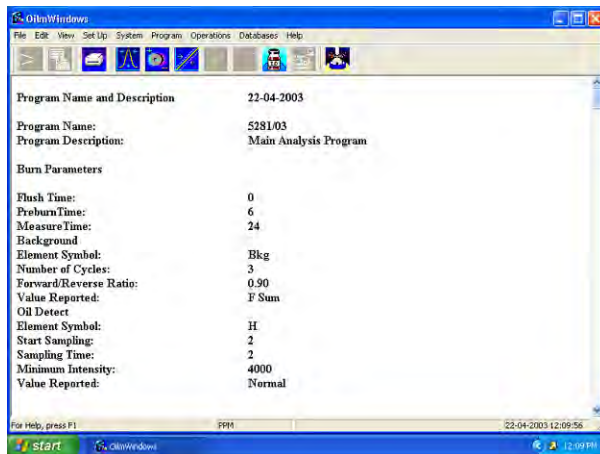 OilmWindows
File Edit View Set Up System Program Operations Databases Help
Program Name and Description 22-04-2003
Program Name: 5281/03
Program Description: Main Analysis Program
Burn Parameters
Flush Time: 0
PreburnTime: 6
MeasureTime: 24
Background
Element Symbol: Bkg
Number of Cycles: 3
Forward/Reverse Ratio: 0.90
Value Reported: F Sum
Oil Detect
Element Symbol: H
Start Sampling: 2
Sampling Time: 2
Minimum Intensity: 4000
Value Reported: Normal
For Help, press F1 PPM 22-04-2003 12:09:56
start OilmWindows 12:09 PM